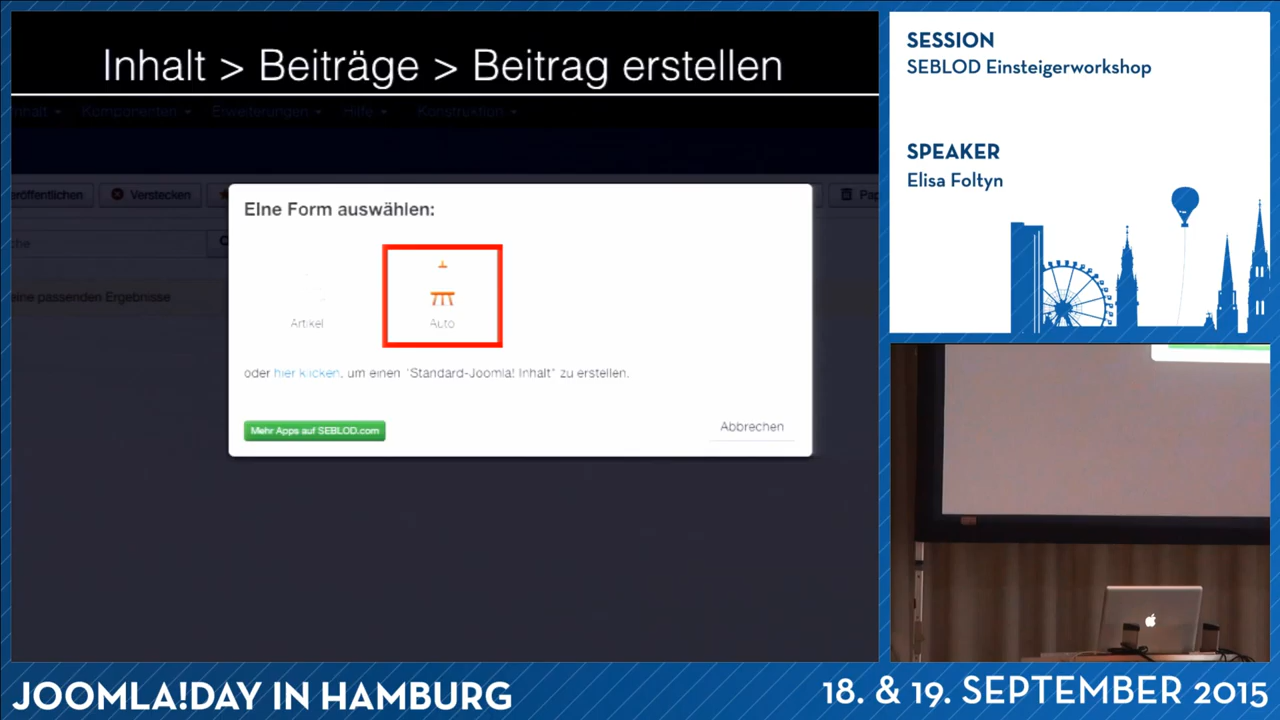 Inhalt > Beiträge > Beitrag erstellen
Komponenten
Erweiterungen
Hilfe
Konstruktion
Verstecken
EIne Form auswählen:
Artikel
Auto
oder hier klicken, um einen "Standard-Joomla! Inhalt" zu erstellen.
Mehr Apps auf SEBLOD.com
Abbrechen
eine passenden Ergebnisse
SESSION
SEBLOD Einsteigerworkshop
SPEAKER
Elisa Foltyn
JOOMLA!DAY IN HAMBURG
18. & 19. SEPTEMBER 2015